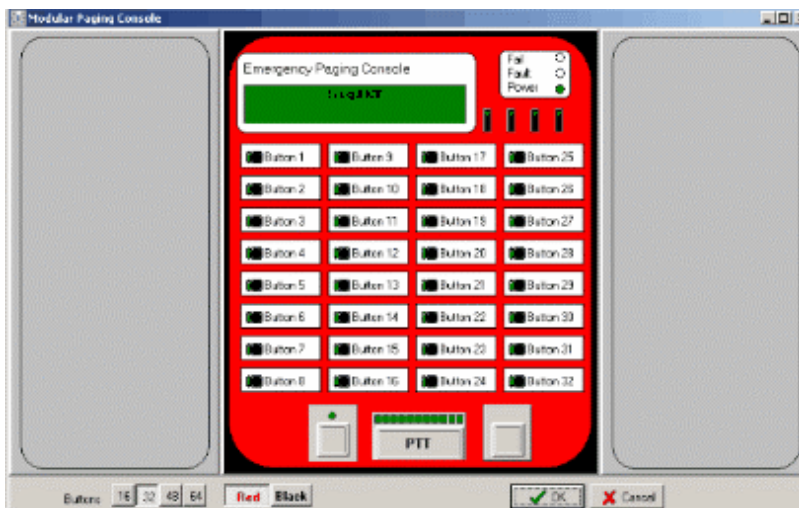 Modular Paging Console
Emergency Paging Console
Fail
Fault
Power
Button 1 Button 9 Button 17 Button 25
Button 2 Button 10 Button 18 Button 26
Button 3 Button 11 Button 19 Button 27
Button 4 Button 12 Button 20 Button 28
Button 5 Button 13 Button 21 Button 29
Button 6 Button 14 Button 22 Button 30
Button 7 Button 15 Button 23 Button 31
Button 8 Button 16 Button 24 Button 32
PTT
Buttons 16 32 48 64 Red Black OK Cancel